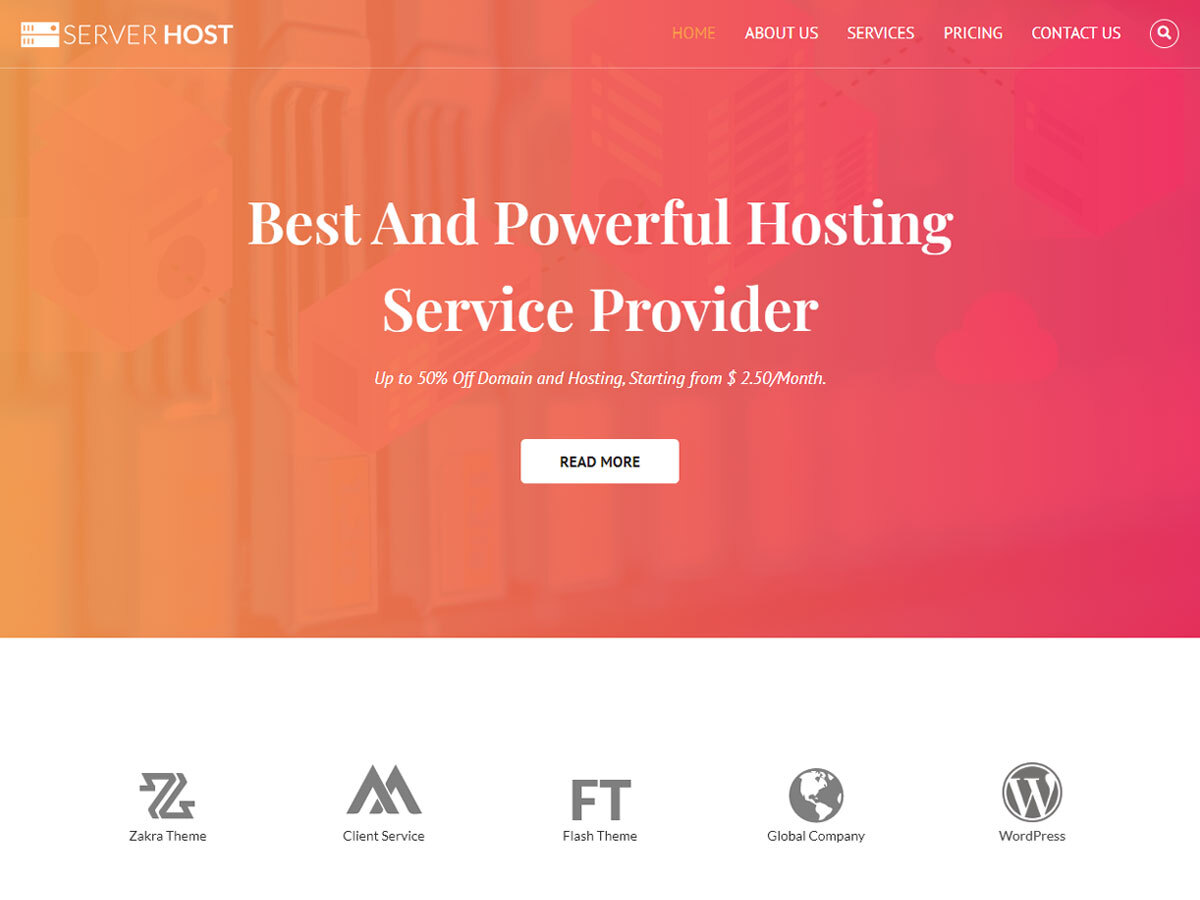 SERVER HOST
HOME ABOUT US SERVICES PRICING CONTACT US
Best And Powerful Hosting
Service Provider
Up to 50% Off Domain and Hosting, Starting from $ 2.50/Month.
READ MORE
FT
Zakra Theme Client Service Flash Theme Global Company WordPress